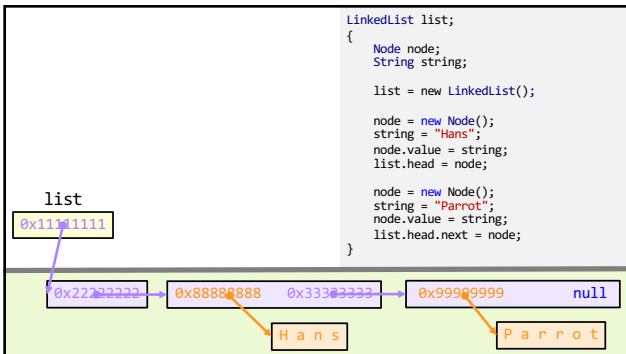 LinkedList list;
{
    Node node;
    String string;

    list = new LinkedList();

    node = new Node();
    string = "Hans";
    node.value = string;
    list.head = node;

    node = new Node();
    string = "Parrot";
    node.value = string;
    list.head.next = node;
}
list
0x11111111
0x22222222 0x88888888 0x33333333 0x99999999 null
H a n s P a r r o t